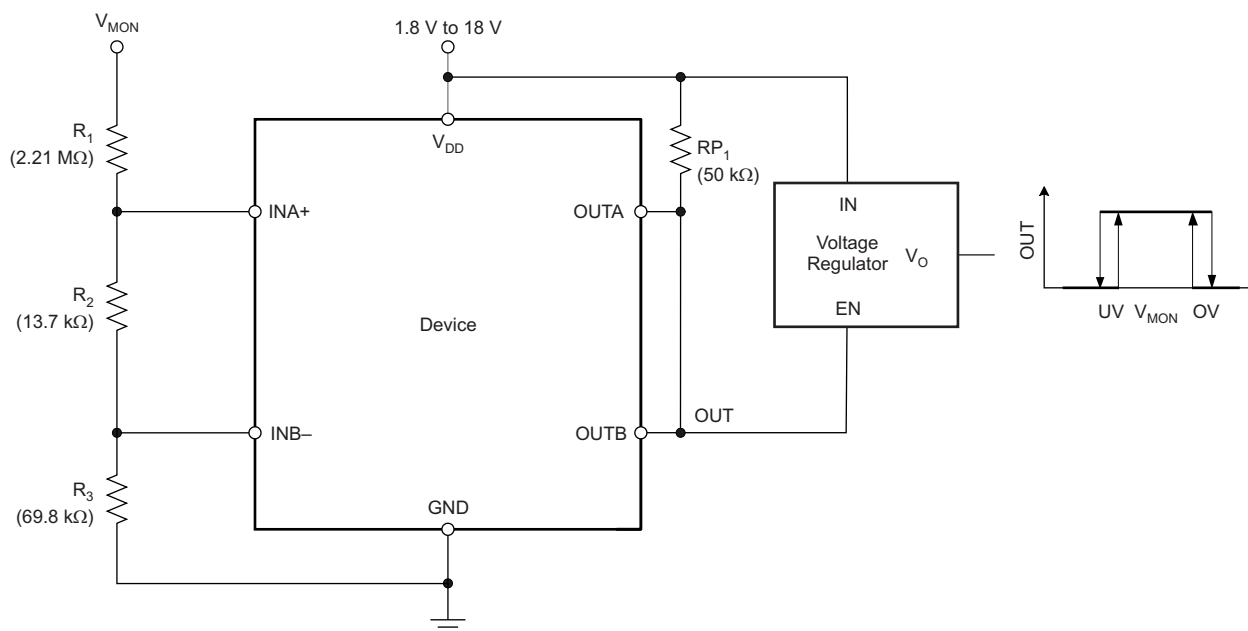 V_MON
1.8 V to 18 V
R_1
(2.21 MΩ)
V_DD
RP_1
(50 kΩ)
INA+
OUTA
IN
Voltage
Regulator
V_O
EN
OUT
UV
V_MON
OV
R_2
(13.7 kΩ)
Device
INB–
OUTB
OUT
R_3
(69.8 kΩ)
GND